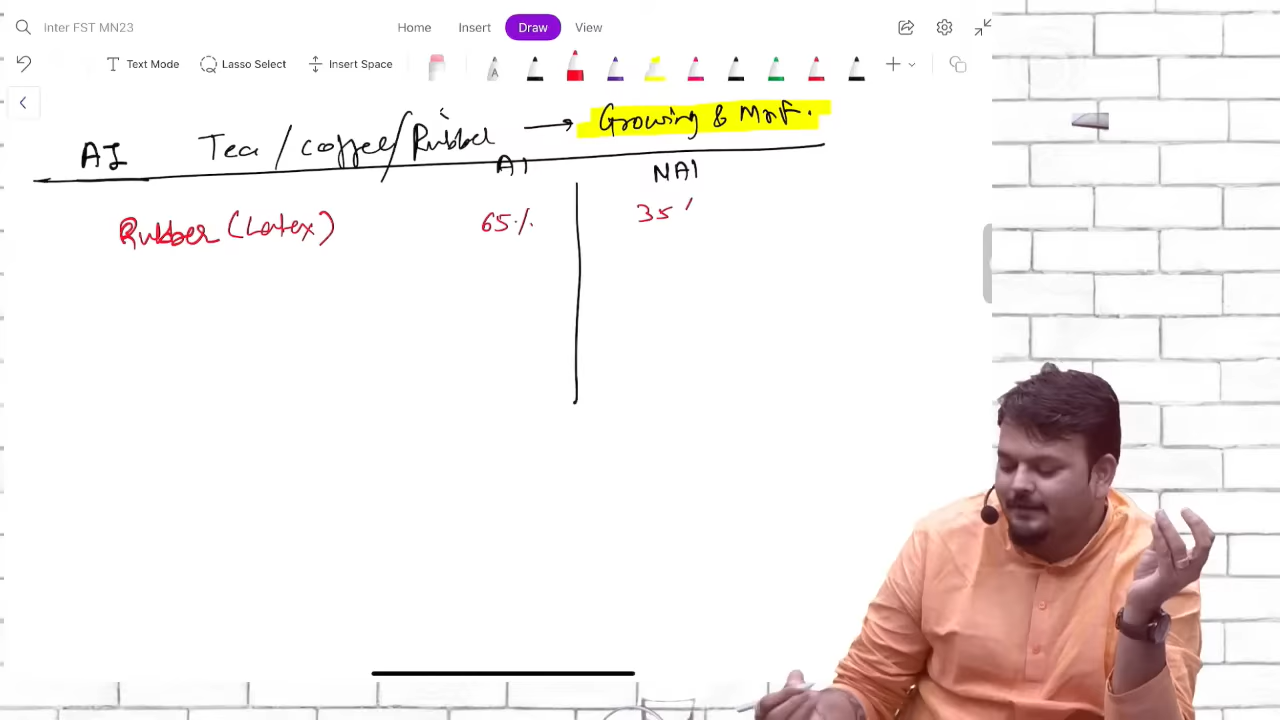 inter FST MN23
Home Insert Draw View
Text Mode Lasso Select Insert Space
AI Tea / coffee / Rubber → Growing & Mnf.
AI NAI
Rubber (Latex) 65% 35%